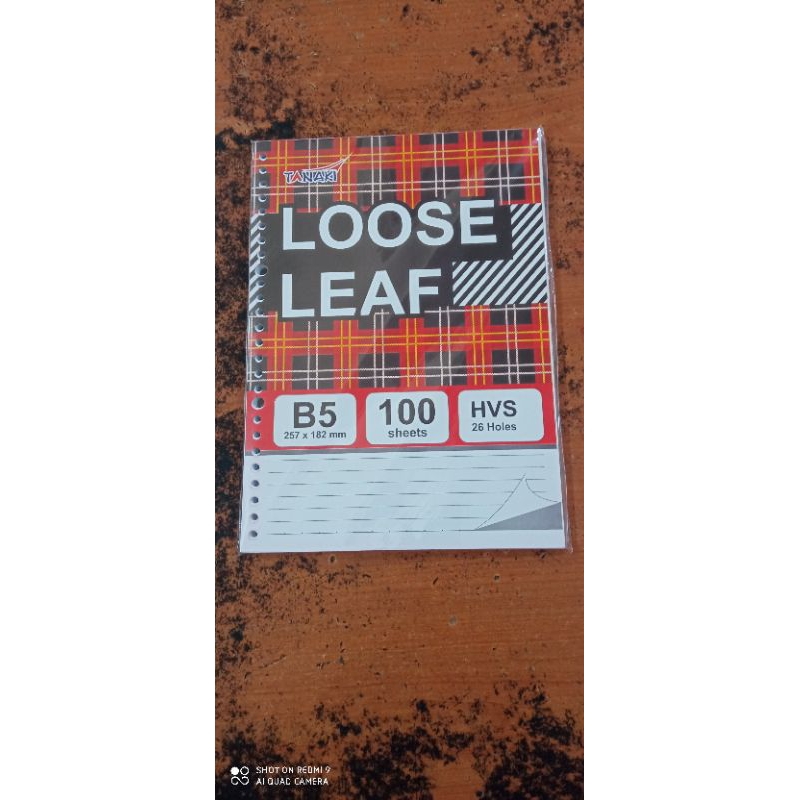 TANAKI
LOOSE
LEAF
B5
257 x 182 mm
100
sheets
HVS
26 Holes
SHOT ON REDMI 9
AI QUAD CAMERA